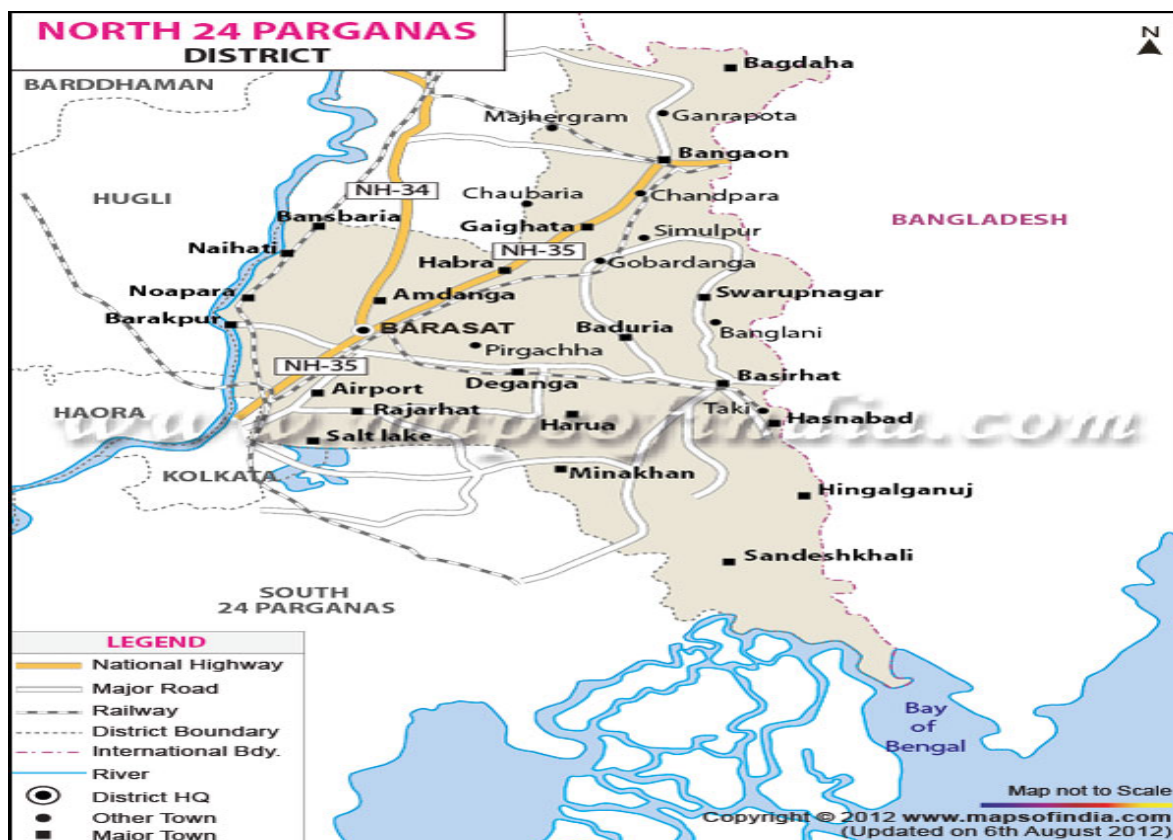 NORTH 24 PARGANAS
DISTRICT
N
BARDDHAMAN
Bagdaha
Majhergram
Ganrapota
Bangaon
HUGLI
NH-34
Chaubaria
Chandpara
Bansbaria
Gaighata
Simulpur
BANGLADESH
Naihati
Habra
NH-35
Gobardanga
Noapara
Amdanga
Swarupnagar
Barakpur
BARASAT
Baduria
Banglani
Pirgachha
NH-35
Deganga
Basirhat
Airport
HAORA
Rajarhat
Taki
Hasnabad
Harua
www.mapsofindia.com
Salt lake
KOLKATA
Minakhan
Hingalganuj
Sandeshkhali
SOUTH
24 PARGANAS
LEGEND
National Highway
Major Road
Railway
District Boundary
International Bdy.
River
District HQ
Other Town
Major Town
Bay
of
Bengal
Map not to Scale
Copyright © 2012 www.mapsofindia.com
(Updated on 6th August 2012)